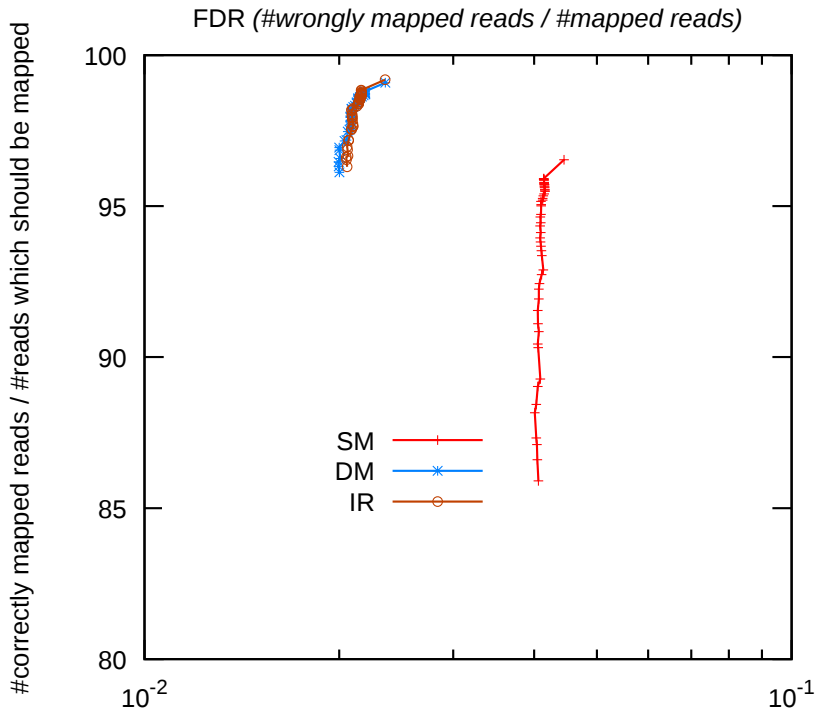 FDR (#wrongly mapped reads / #mapped reads)
#correctly mapped reads / #reads which should be mapped
100
95
90
85
80
SM
DM
IR
10^-2
10^-1